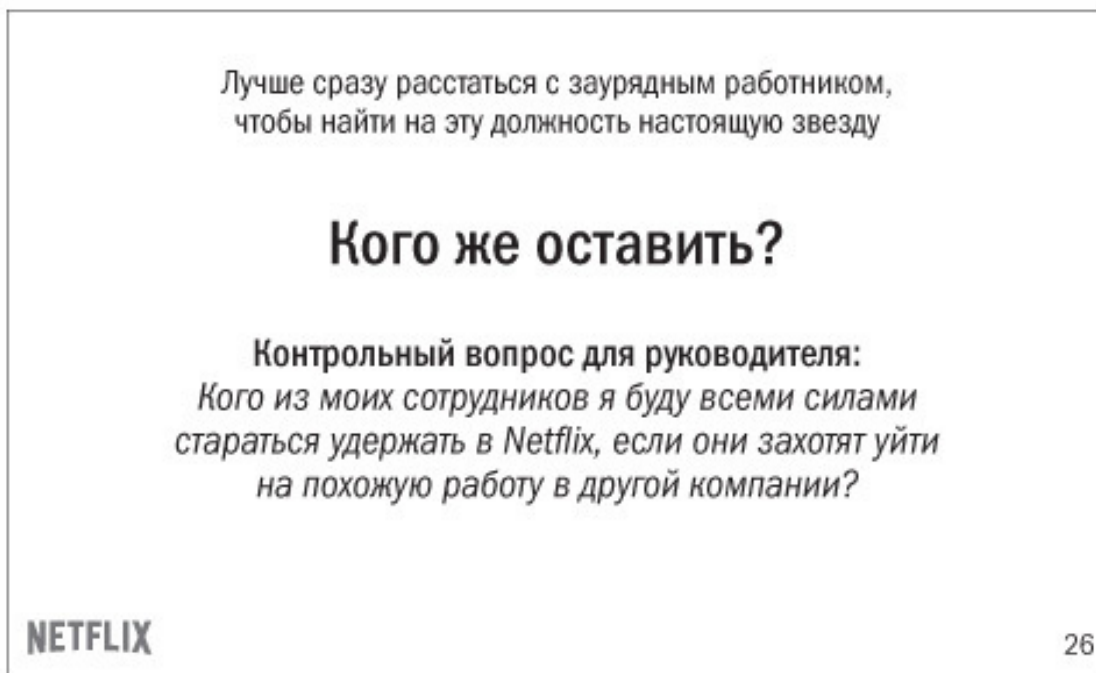 Лучше сразу расстаться с заурядным работником,
чтобы найти на эту должность настоящую звезду
Кого же оставить?
Контрольный вопрос для руководителя:
Кого из моих сотрудников я буду всеми силами
стараться удержать в Netflix, если они захотят уйти
на похожую работу в другой компании?
NETFLIX
26